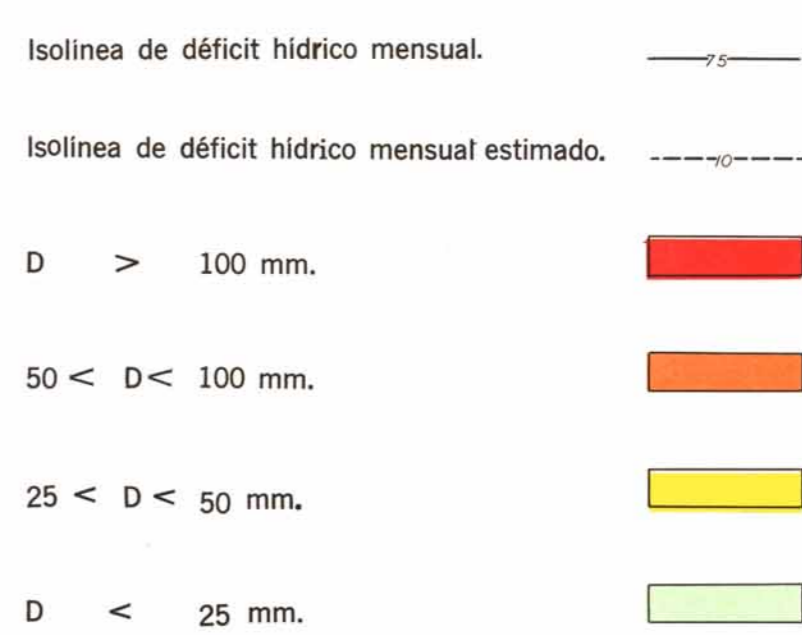 Isolínea de déficit hídrico mensual. 75
Isolínea de déficit hídrico mensual estimado. 10
D > 100 mm.
50 < D < 100 mm.
25 < D < 50 mm.
D < 25 mm.